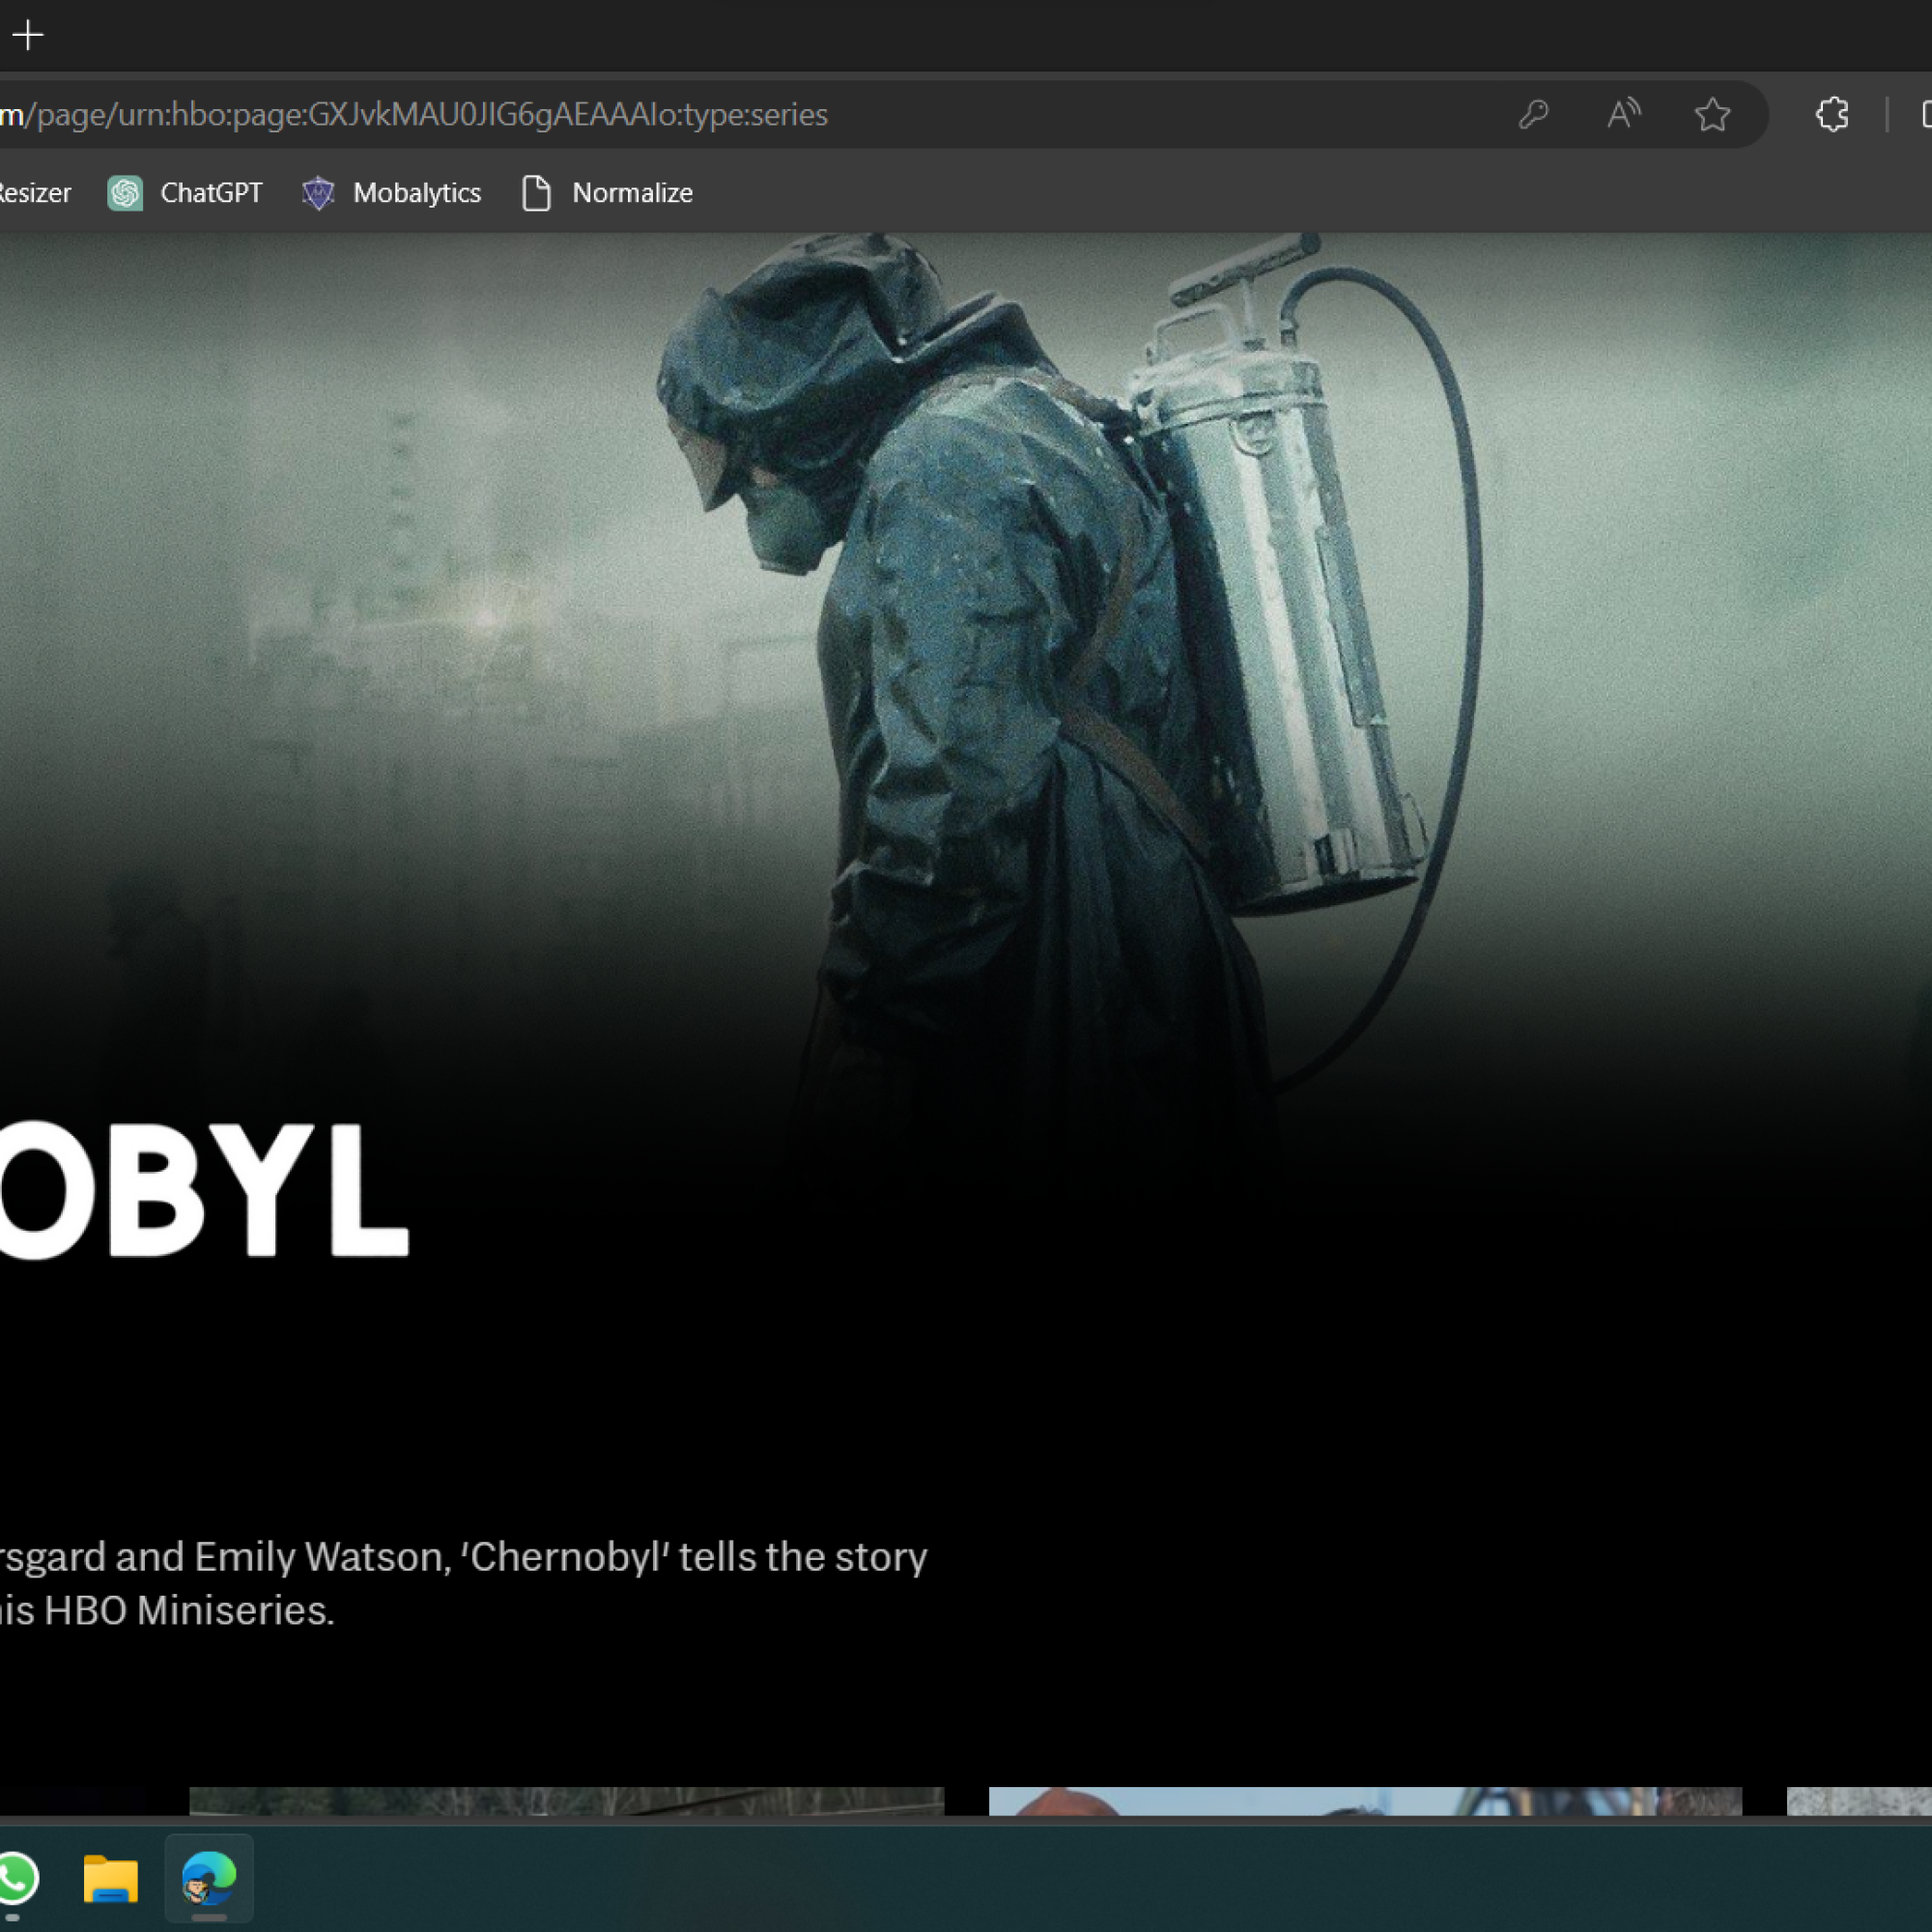 m/page/urn:hbo:page:GXJvkMAU0JIG6gAEAAAIo:type:series
Resizer ChatGPT Mobalytics Normalize
OBYL
rsgard and Emily Watson, 'Chernobyl' tells the story
his HBO Miniseries.